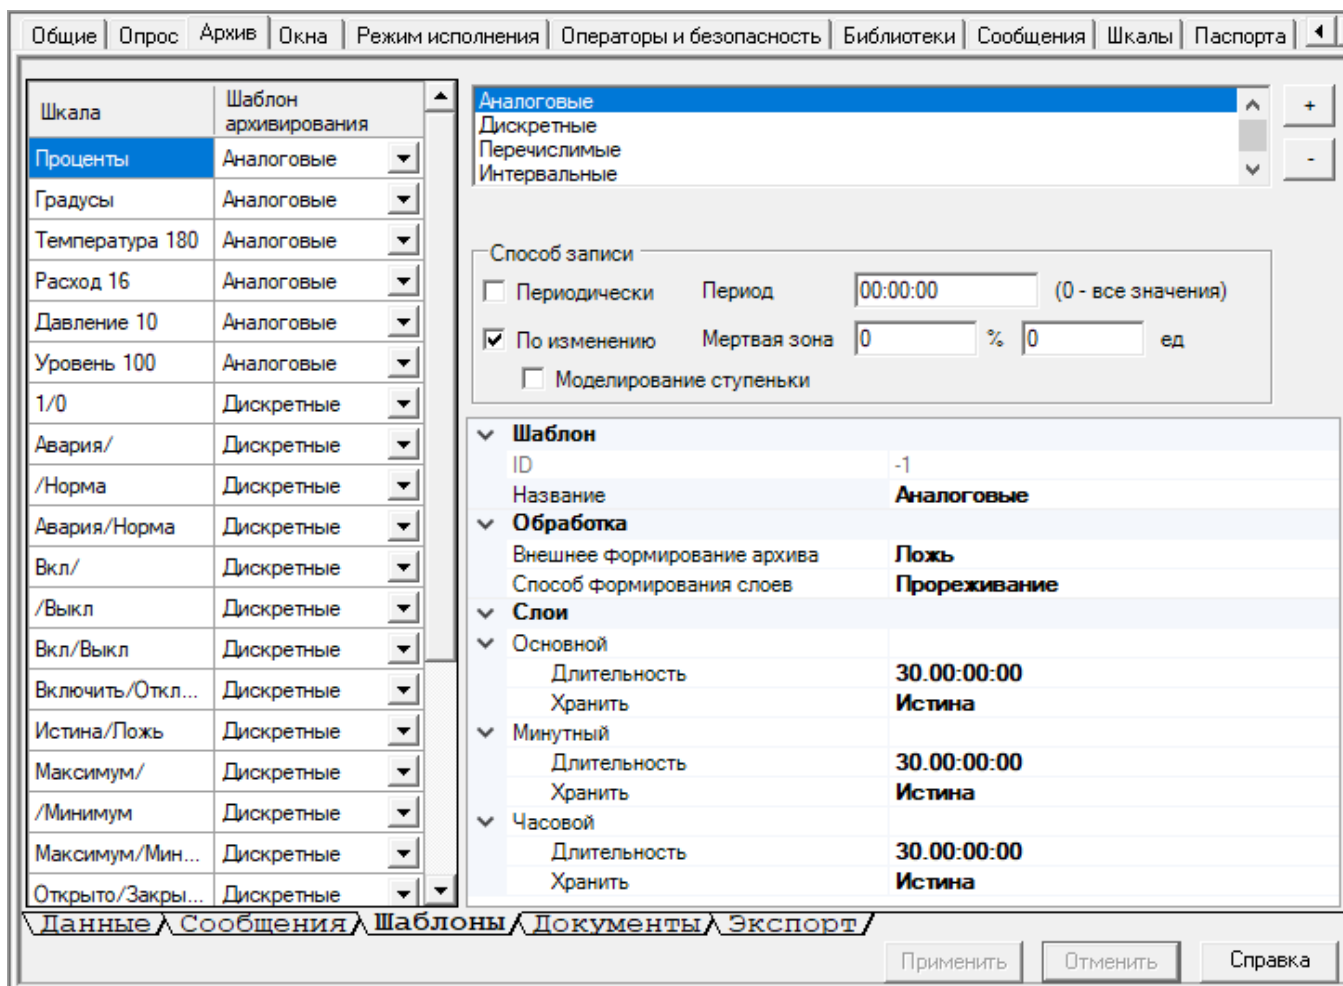 Общие Опрос Архив Окна Режим исполнения Операторы и безопасность Библиотеки Сообщения Шкалы Паспорта
Шкала Шаблон архивирования
Проценты Аналоговые
Градусы Аналоговые
Температура 180 Аналоговые
Расход 16 Аналоговые
Давление 10 Аналоговые
Уровень 100 Аналоговые
1/0 Дискретные
Авария/ Дискретные
/Норма Дискретные
Авария/Норма Дискретные
Вкл/ Дискретные
/Выкл Дискретные
Вкл/Выкл Дискретные
Включить/Откл... Дискретные
Истина/Ложь Дискретные
Максимум/ Дискретные
/Минимум Дискретные
Максимум/Мин... Дискретные
Открыто/Закры... Дискретные
Аналоговые
Дискретные
Перечислимые
Интервальные
+
-
Способ записи
Периодически Период 00:00:00 (0 - все значения)
По изменению Мертвая зона 0 % 0 ед
Моделирование ступеньки
Шаблон
ID -1
Название Аналоговые
Обработка
Внешнее формирование архива Ложь
Способ формирования слоев Прореживание
Слои
Основной
Длительность 30.00:00:00
Хранить Истина
Минутный
Длительность 30.00:00:00
Хранить Истина
Часовой
Длительность 30.00:00:00
Хранить Истина
Данные Сообщения Шаблоны Документы Экспорт
Применить Отменить Справка